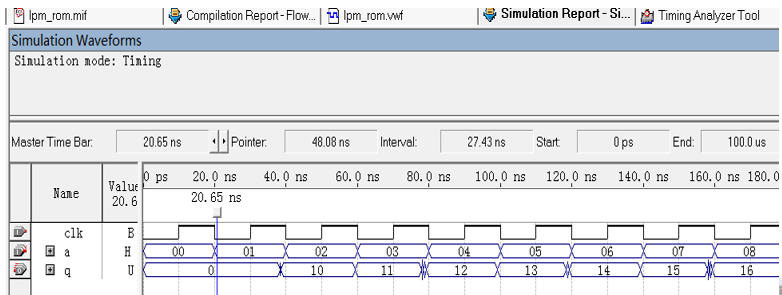 lpm_rom.mif Compilation Report - Flow... lpm_rom.vwf Simulation Report - Si... Timing Analyzer Tool
Simulation Waveforms
Simulation mode: Timing
Master Time Bar: 20.65 ns Pointer: 48.08 ns Interval: 27.43 ns Start: 0 ps End: 100.0 us
Name Value 20.6 0 ps 20.0 ns 40.0 ns 60.0 ns 80.0 ns 100.0 ns 120.0 ns 140.0 ns 160.0 ns 180.0
20.65 ns
clk B
a H 00 01 02 03 04 05 06 07 08
q U 0 10 11 12 13 14 15 16